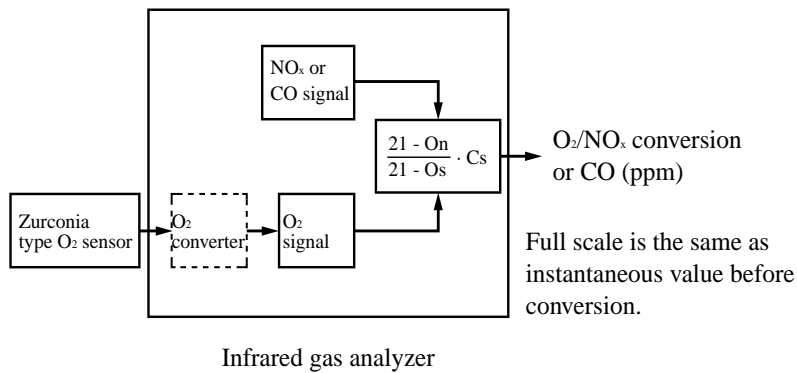 NOx or
CO signal
21 - On
21 - Os
· Cs
O2/NOx conversion
or CO (ppm)
Zurconia
type O2 sensor
O2
converter
O2
signal
Full scale is the same as
instantaneous value before
conversion.
Infrared gas analyzer